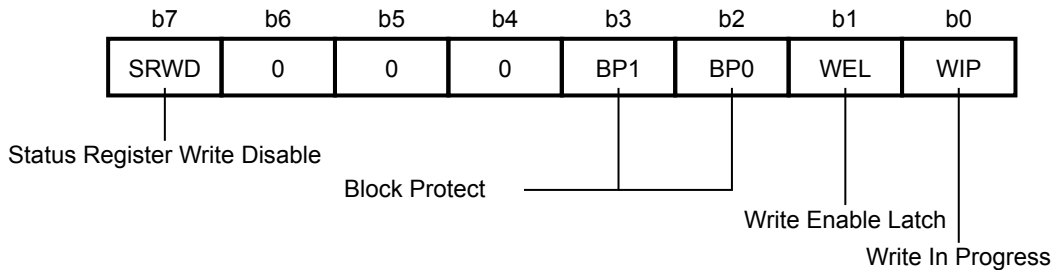 b7 b6 b5 b4 b3 b2 b1 b0
SRWD 0 0 0 BP1 BP0 WEL WIP
Status Register Write Disable
Block Protect
Write Enable Latch
Write In Progress